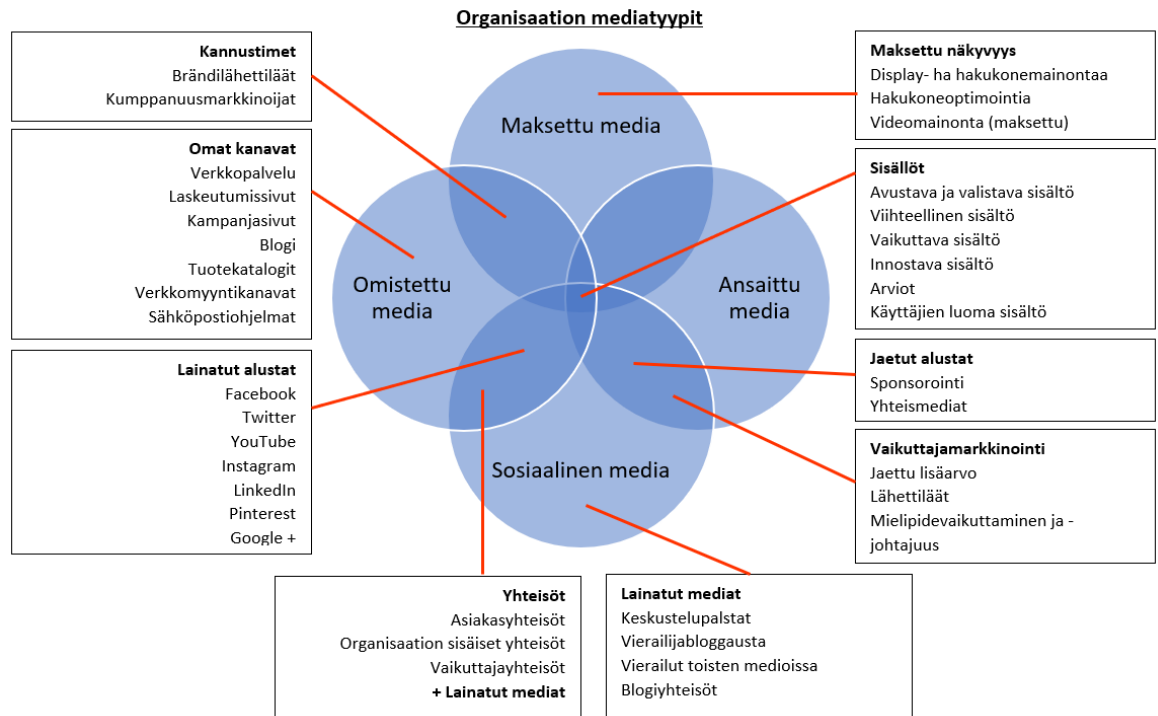 Organisaation mediatyypit
Kannustimet
Brändilähettiläät
Kumppanuusmarkkinoijat
Omat kanavat
Verkkopalvelu
Laskeutumissivut
Kampanjasivut
Blogi
Tuotekatalogit
Verkkomyyntikanavat
Sähköpostiohjelmat
Lainatut alustat
Facebook
Twitter
YouTube
Instagram
LinkedIn
Pinterest
Google +
Maksettu media
Omistettu
media
Ansaittu
media
Sosiaalinen media
Maksettu näkyvyys
Display- ha hakukonemainontaa
Hakukoneoptimointia
Videomainonta (maksettu)
Sisällöt
Avustava ja valistava sisältö
Viihteellinen sisältö
Vaikuttava sisältö
Innostava sisältö
Arviot
Käyttäjien luoma sisältö
Jaetut alustat
Sponsorointi
Yhteismediat
Vaikuttajamarkkinointi
Jaettu lisäarvo
Lähettiläät
Mielipidevaikuttaminen ja -
johtajuus
Yhteisöt
Asiakasyhteisöt
Organisaation sisäiset yhteisöt
Vaikuttajayhteisöt
+ Lainatut mediat
Lainatut mediat
Keskustelupalstat
Vierailijabloggausta
Vierailut toisten medioissa
Blogiyhteisöt